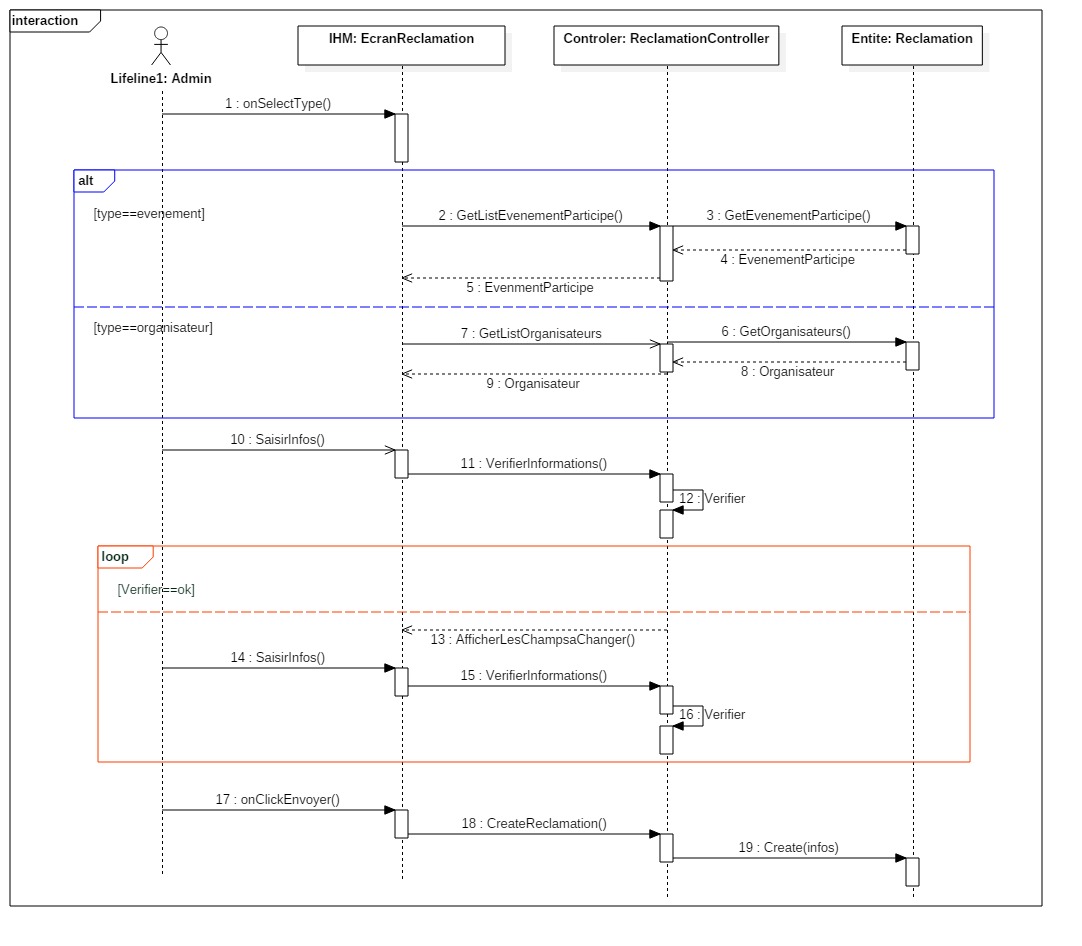 interaction
IHM: EcranReclamation
Controler: ReclamationController
Entite: Reclamation
Lifeline1: Admin
1 : onSelectType()
alt
[type==evenement]
2 : GetListEvenementParticipe()
3 : GetEvenementParticipe()
4 : EvenementParticipe
5 : EvenmentParticipe
[type==organisateur]
7 : GetListOrganisateurs
6 : GetOrganisateurs()
8 : Organisateur
9 : Organisateur
10 : SaisirInfos()
11 : VerifierInformations()
12 : Verifier
loop
[Verifier==ok]
13 : AfficherLesChampsaChanger()
14 : SaisirInfos()
15 : VerifierInformations()
16 : Verifier
17 : onClickEnvoyer()
18 : CreateReclamation()
19 : Create(infos)